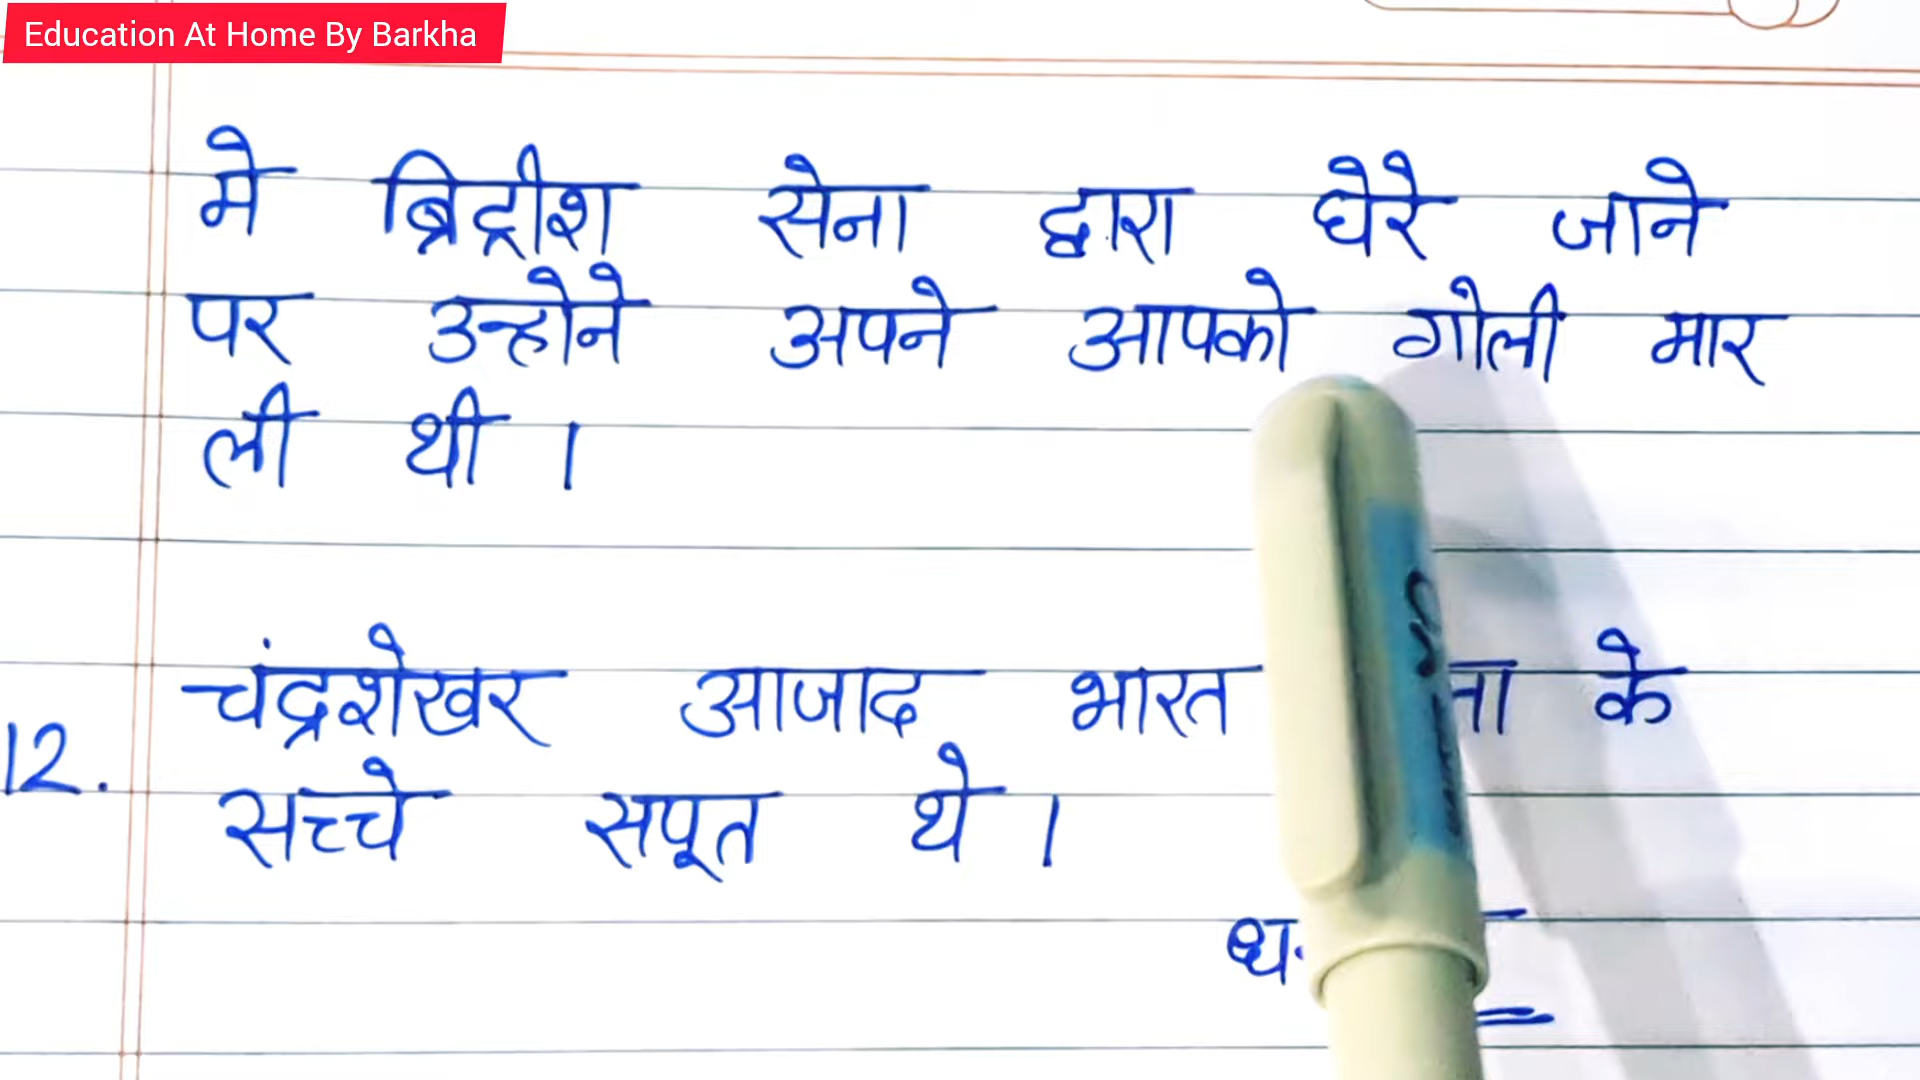 Education At Home By Barkha
मे ब्रिट्रीश सेना द्वारा घेरे जाने
पर उन्होने अपने आपको गोली मार
ली थी ।
चंद्रशेखर आजाद भारत के
12.
सच्चे सपूत थे ।